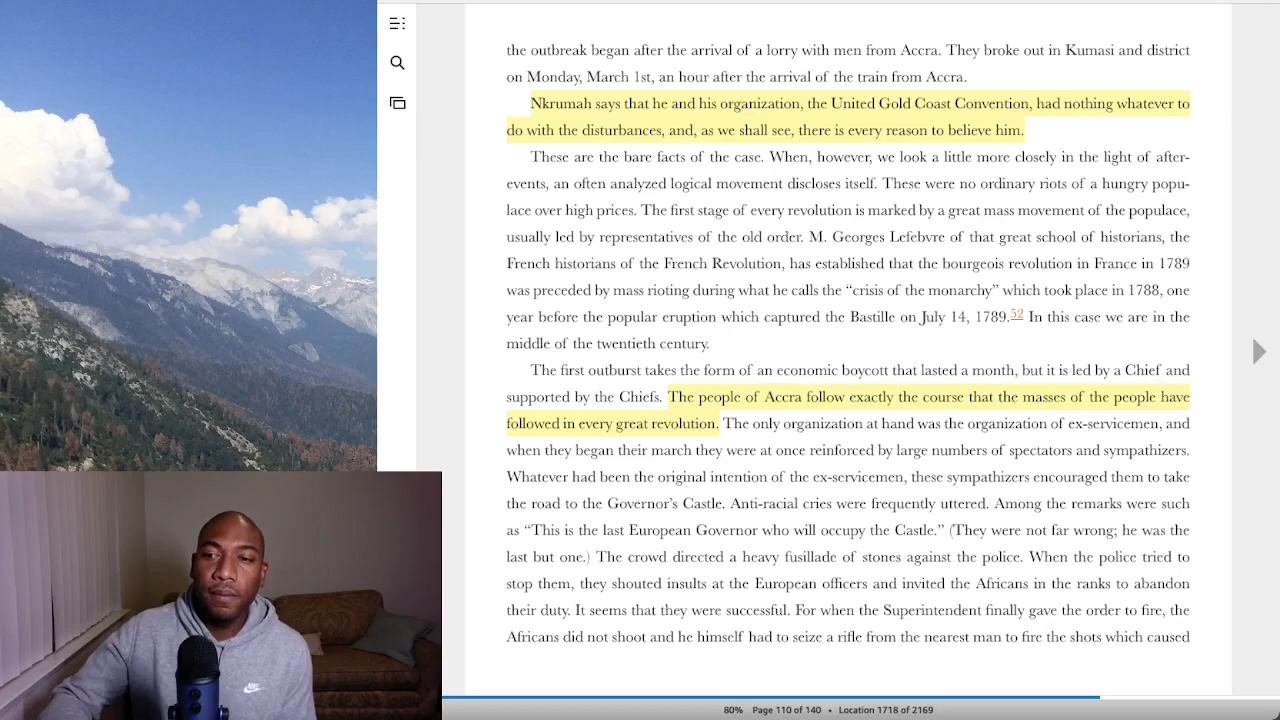 the outbreak began after the arrival of a lorry with men from Accra. They broke out in Kumasi and district
on Monday, March 1st, an hour after the arrival of the train from Accra.
Nkrumah says that he and his organization, the United Gold Coast Convention, had nothing whatever to
do with the disturbances, and, as we shall see, there is every reason to believe him.
These are the bare facts of the case. When, however, we look a little more closely in the light of after-
events, an often analyzed logical movement discloses itself. These were no ordinary riots of a hungry popu-
lace over high prices. The first stage of every revolution is marked by a great mass movement of the populace,
usually led by representatives of the old order. M. Georges Lefebvre of that great school of historians, the
French historians of the French Revolution, has established that the bourgeois revolution in France in 1789
was preceded by mass rioting during what he calls the “crisis of the monarchy” which took place in 1788, one
year before the popular eruption which captured the Bastille on July 14, 1789.52 In this case we are in the
middle of the twentieth century.
The first outburst takes the form of an economic boycott that lasted a month, but it is led by a Chief and
supported by the Chiefs. The people of Accra follow exactly the course that the masses of the people have
followed in every great revolution. The only organization at hand was the organization of ex-servicemen, and
when they began their march they were at once reinforced by large numbers of spectators and sympathizers.
Whatever had been the original intention of the ex-servicemen, these sympathizers encouraged them to take
the road to the Governor’s Castle. Anti-racial cries were frequently uttered. Among the remarks were such
as “This is the last European Governor who will occupy the Castle.” (They were not far wrong; he was the
last but one.) The crowd directed a heavy fusillade of stones against the police. When the police tried to
stop them, they shouted insults at the European officers and invited the Africans in the ranks to abandon
their duty. It seems that they were successful. For when the Superintendent finally gave the order to fire, the
Africans did not shoot and he himself had to seize a rifle from the nearest man to fire the shots which caused
80% Page 110 of 140 • Location 1718 of 2169